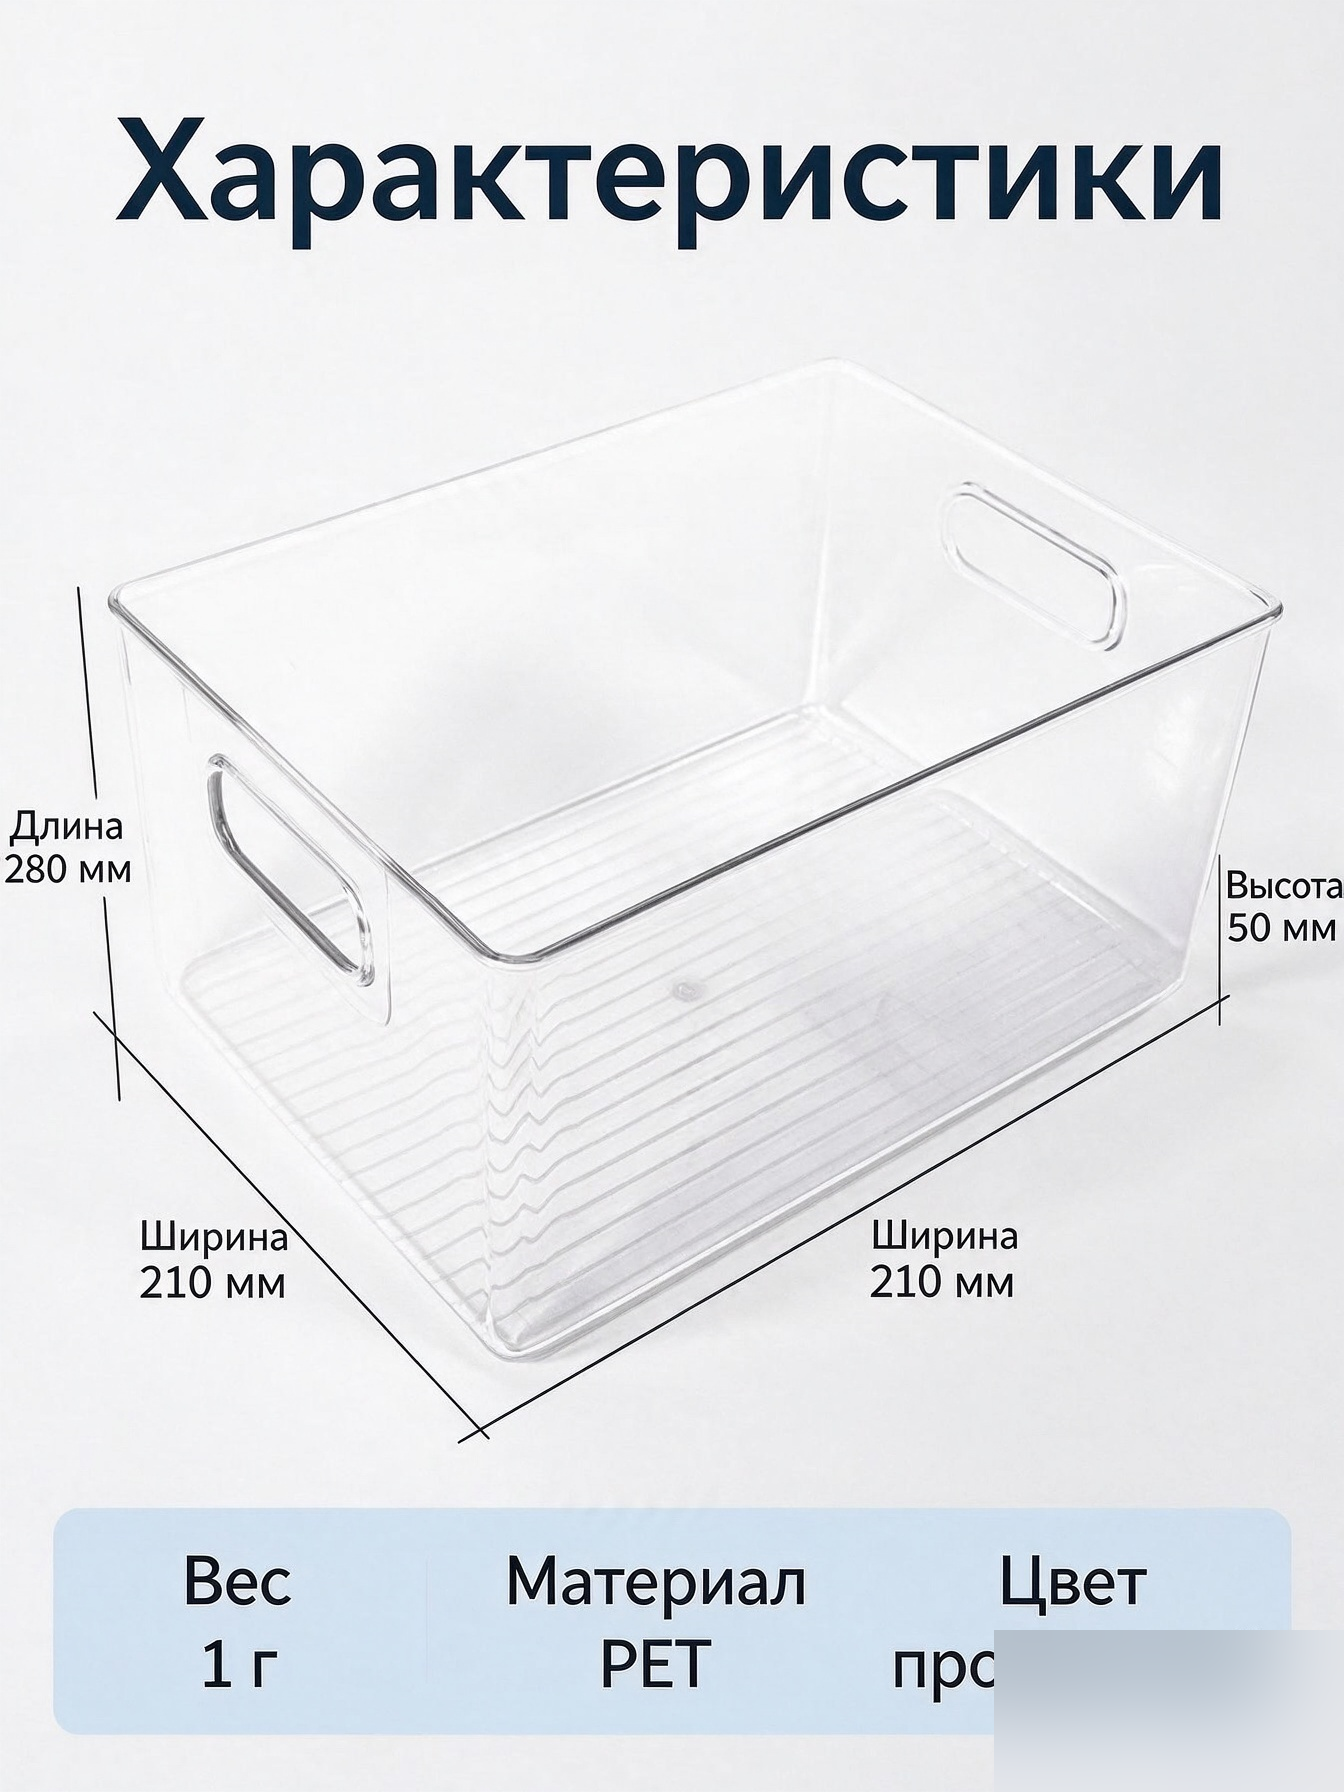 Характеристики
Длина
280 мм
Высота
50 мм
Ширина
210 мм
Ширина
210 мм
Вес
1 г
Материал
PET
Цвет